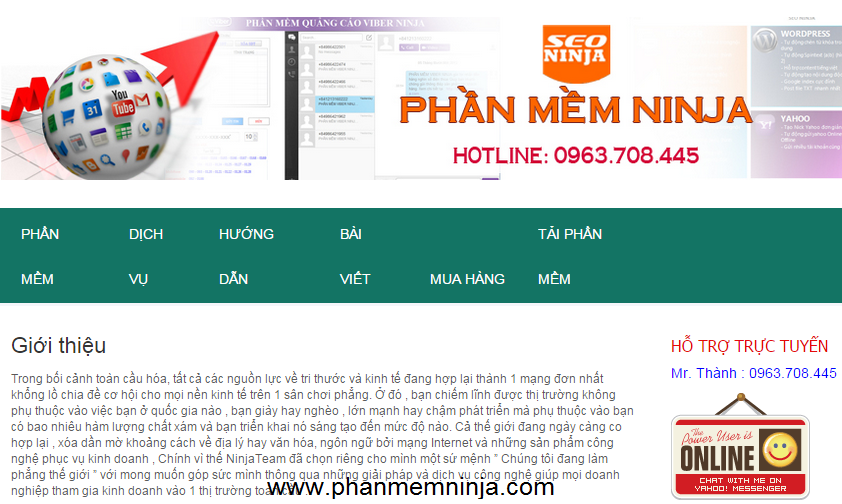 PHẦN MỀM QUẢNG CÁO VIBER NINJA
You
Tube
31
SEO
NINJA
PHẦN MỀM NINJA
HOTLINE: 0963.708.445
WORDPRESS
YAHOO
PHẦN MỀM
DỊCH VỤ
HƯỚNG DẪN
BÀI VIẾT
MUA HÀNG
TẢI PHẦN MỀM
Giới thiệu
Trong bối cảnh toàn cầu hóa, tất cả các nguồn lực về tri thức và kinh tế đang hợp lại thành 1 mạng đơn nhất
khổng lồ chia đề cơ hội cho mọi nền kinh tế trên 1 sân chơi phẳng. Ở đó , bạn chiếm lĩnh được thị trường không
phụ thuộc vào việc bạn ở quốc gia nào , bạn giàу hay nghèo , lớn mạnh hay chậm phát triển mà phụ thuộc vào bạn
có bao nhiêu hàm lượng chất xám và bạn triển khai nó sáng tạo đến mức độ nào. Cả thế giới đang ngày càng co
hợp lại , xóa dần mờ khoảng cách về địa lý hay văn hóa, ngôn ngữ bởi mạng Internet và những sản phẩm công
nghệ phục vụ kinh doanh , Chính vì thế NinjaTeam đã chọn riêng cho mình một sứ mệnh " Chúng tôi đang làm
phẳng thế giới " với mong muốn góp sức mình thông qua những giải pháp và dịch vụ công nghệ giúp mọi doanh
nghiệp tham gia kinh doanh vào 1 thị trường toàn cầu .
HỖ TRỢ TRỰC TUYẾN
Mr. Thành : 0963.708.445
The
Power User is
ONLINE
CHAT WITH ME ON
YAHOO! MESSENGER
www.phanmemninja.com